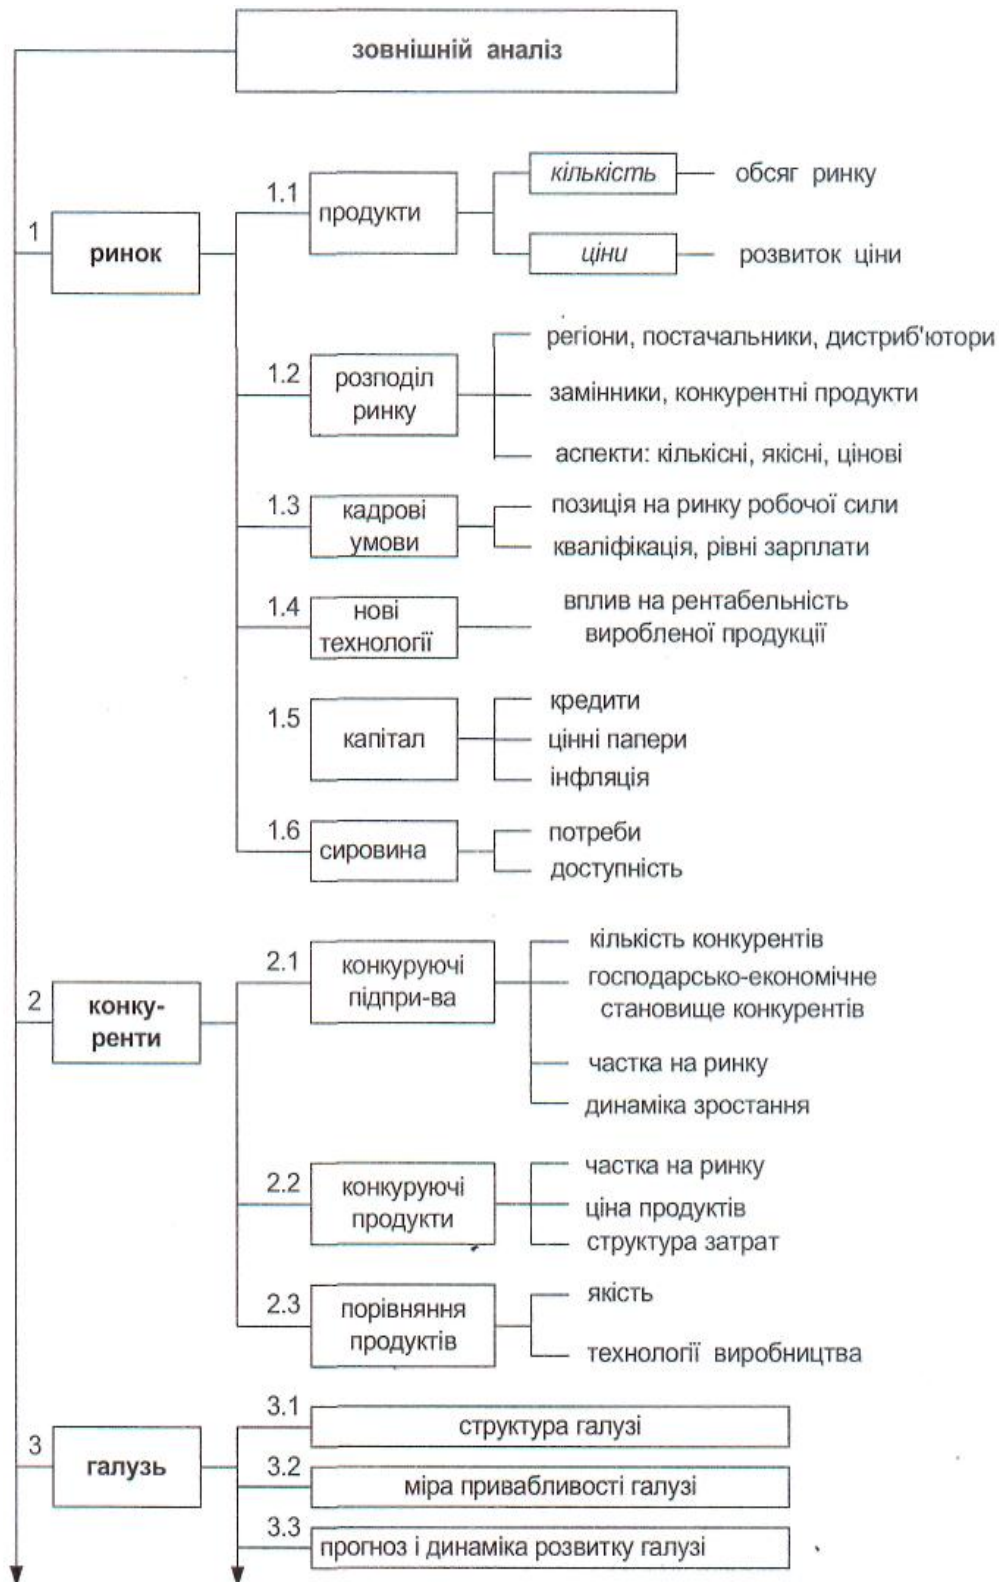 зовнішній аналіз
1
ринок
1.1
продукти
кількість
обсяг ринку
ціни
розвиток ціни
1.2
розподіл
ринку
регіони, постачальники, дистриб'ютори
замінники, конкурентні продукти
аспекти: кількісні, якісні, цінові
1.3
кадрові
умови
позиція на ринку робочої сили
кваліфікація, рівні зарплати
1.4
нові
технології
вплив на рентабельність
виробленої продукції
1.5
капітал
кредити
цінні папери
інфляція
1.6
сировина
потреби
доступність
2
конку-
ренти
2.1
конкуруючі
підпри-ва
кількість конкурентів
господарсько-економічне
становище конкурентів
частка на ринку
динаміка зростання
2.2
конкуруючі
продукти
частка на ринку
ціна продуктів
структура затрат
2.3
порівняння
продуктів
якість
технології виробництва
3
галузь
3.1
структура галузі
3.2
міра привабливості галузі
3.3
прогноз і динаміка розвитку галузі